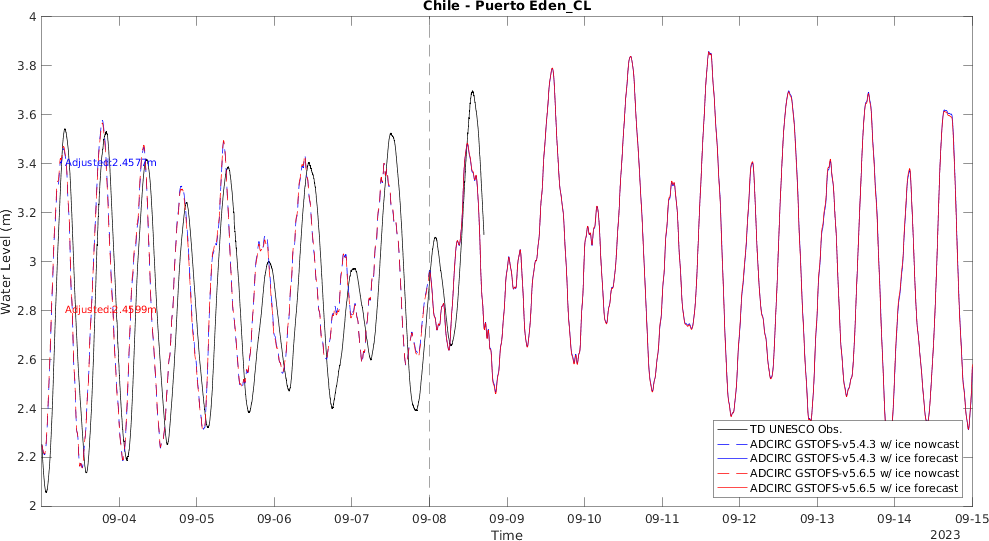 Chile - Puerto Eden_CL
4
3.8
3.6
3.4
3.2
3
2.8
2.6
2.4
2.2
2
Water Level (m)
Adjusted:2.4577m
Adjusted:2.4599m
TD UNESCO Obs.
ADCIRC GSTOFS-v5.4.3 w/ ice nowcast
ADCIRC GSTOFS-v5.4.3 w/ ice forecast
ADCIRC GSTOFS-v5.6.5 w/ ice nowcast
ADCIRC GSTOFS-v5.6.5 w/ ice forecast
09-04 09-05 09-06 09-07 09-08 09-09 09-10 09-11 09-12 09-13 09-14 09-15
Time
2023